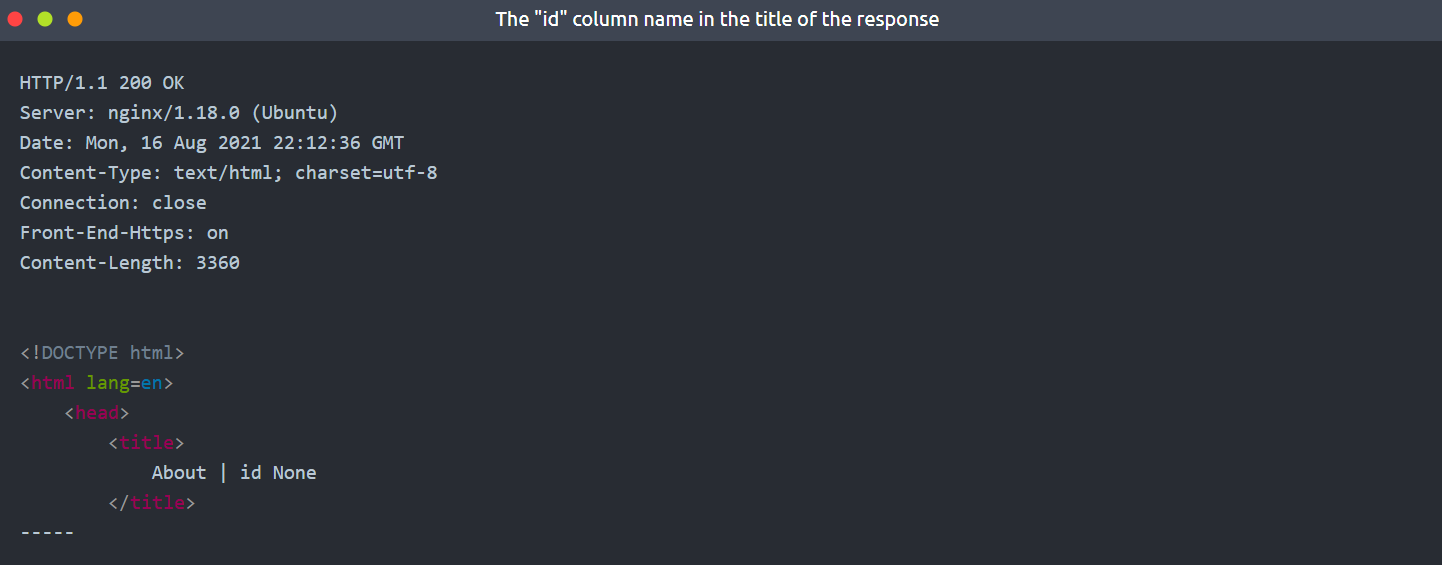 The "id" column name in the title of the response
HTTP/1.1 200 OK
Server: nginx/1.18.0 (Ubuntu)
Date: Mon, 16 Aug 2021 22:12:36 GMT
Content-Type: text/html; charset=utf-8
Connection: close
Front-End-Https: on
Content-Length: 3360
<!DOCTYPE html>
<html lang=en>
    <head>
        <title>
            About | id None
        </title>
-----